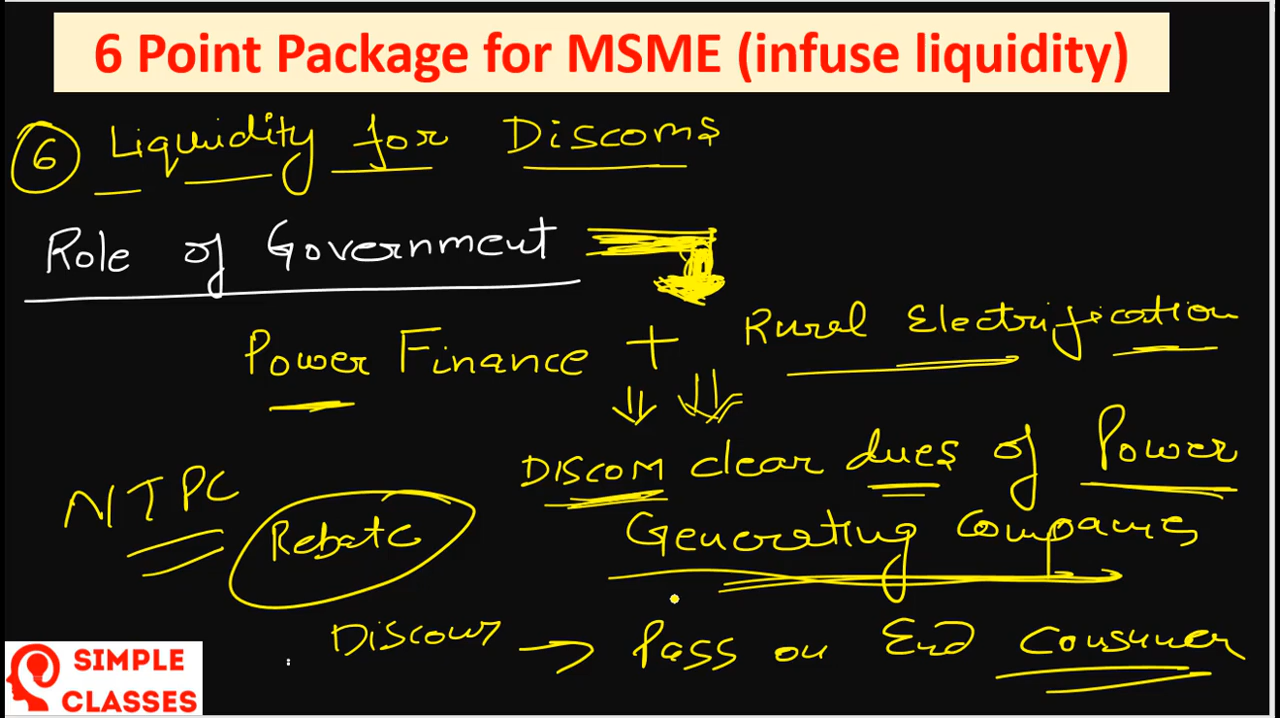 6 Point Package for MSME (infuse liquidity)
6 Liquidity for Discoms
Role of Government
Power Finance + Rural Electrification
DISCOM clear dues of Power
Generating Companies
NTPC
Rebate
Discom → Pass on End Consumer
SIMPLE
CLASSES